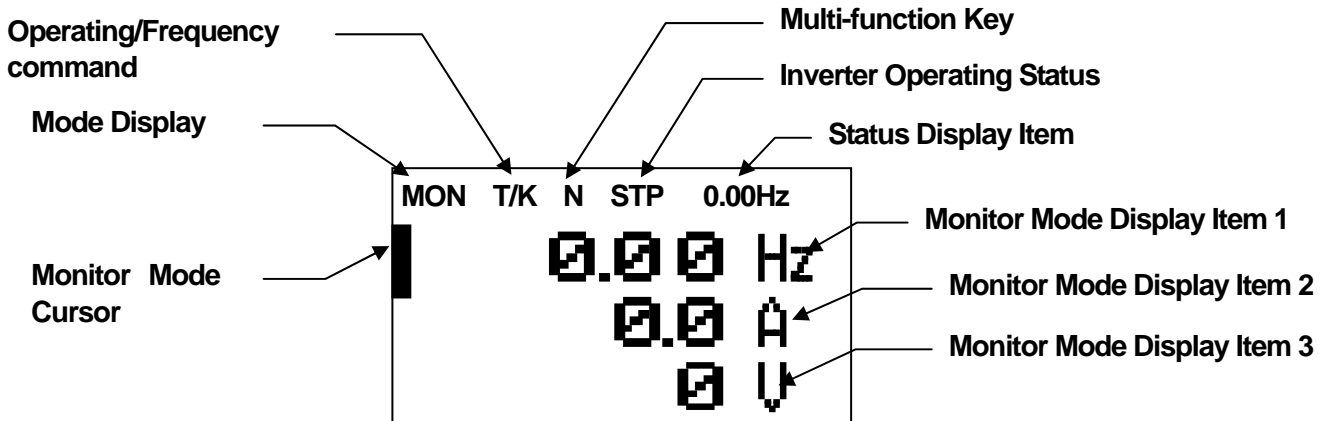 Operating/Frequency
command
Multi-function Key
Inverter Operating Status
Mode Display
Status Display Item
MON T/K N STP 0.00Hz
Monitor Mode
Cursor
0.00 Hz
Monitor Mode Display Item 1
0.0 A
Monitor Mode Display Item 2
0 V
Monitor Mode Display Item 3